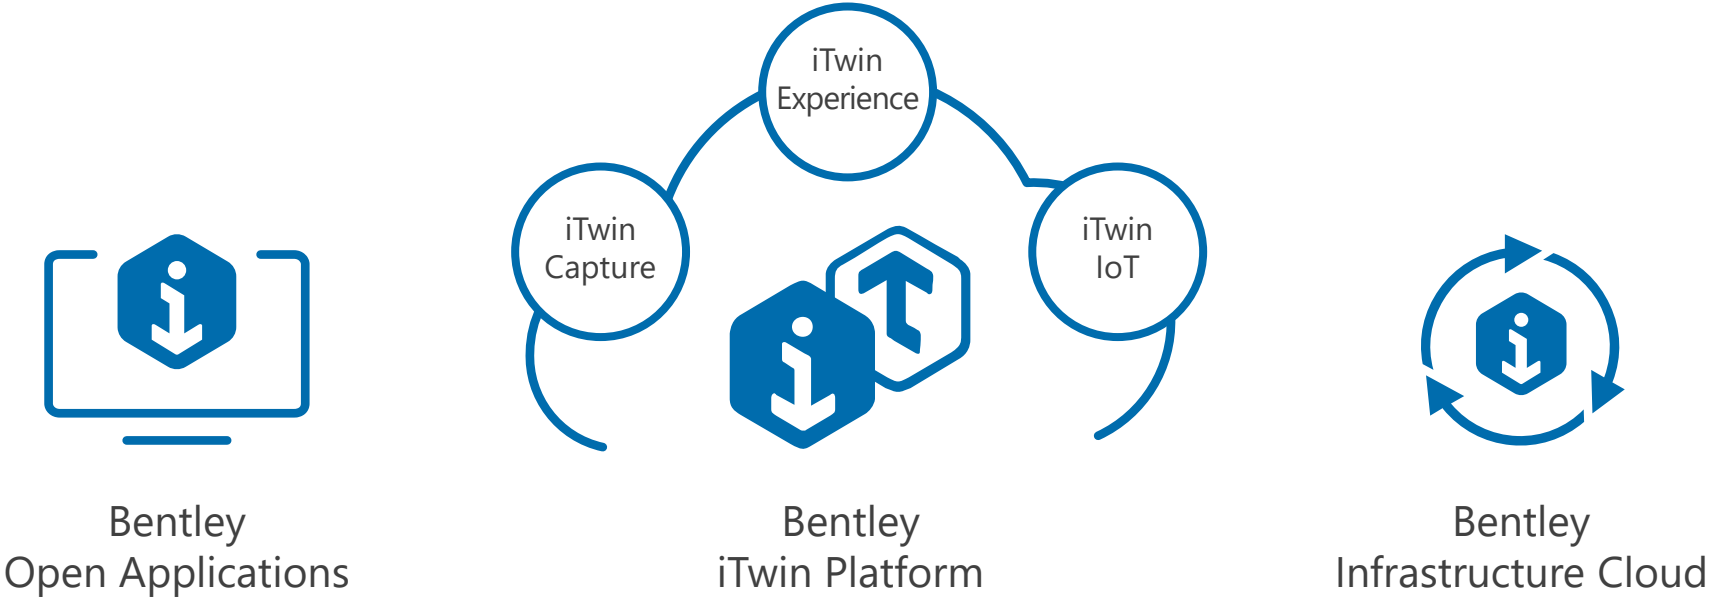 iTwin
Experience
iTwin
Capture
iTwin
IoT
Bentley
Open Applications
Bentley
iTwin Platform
Bentley
Infrastructure Cloud